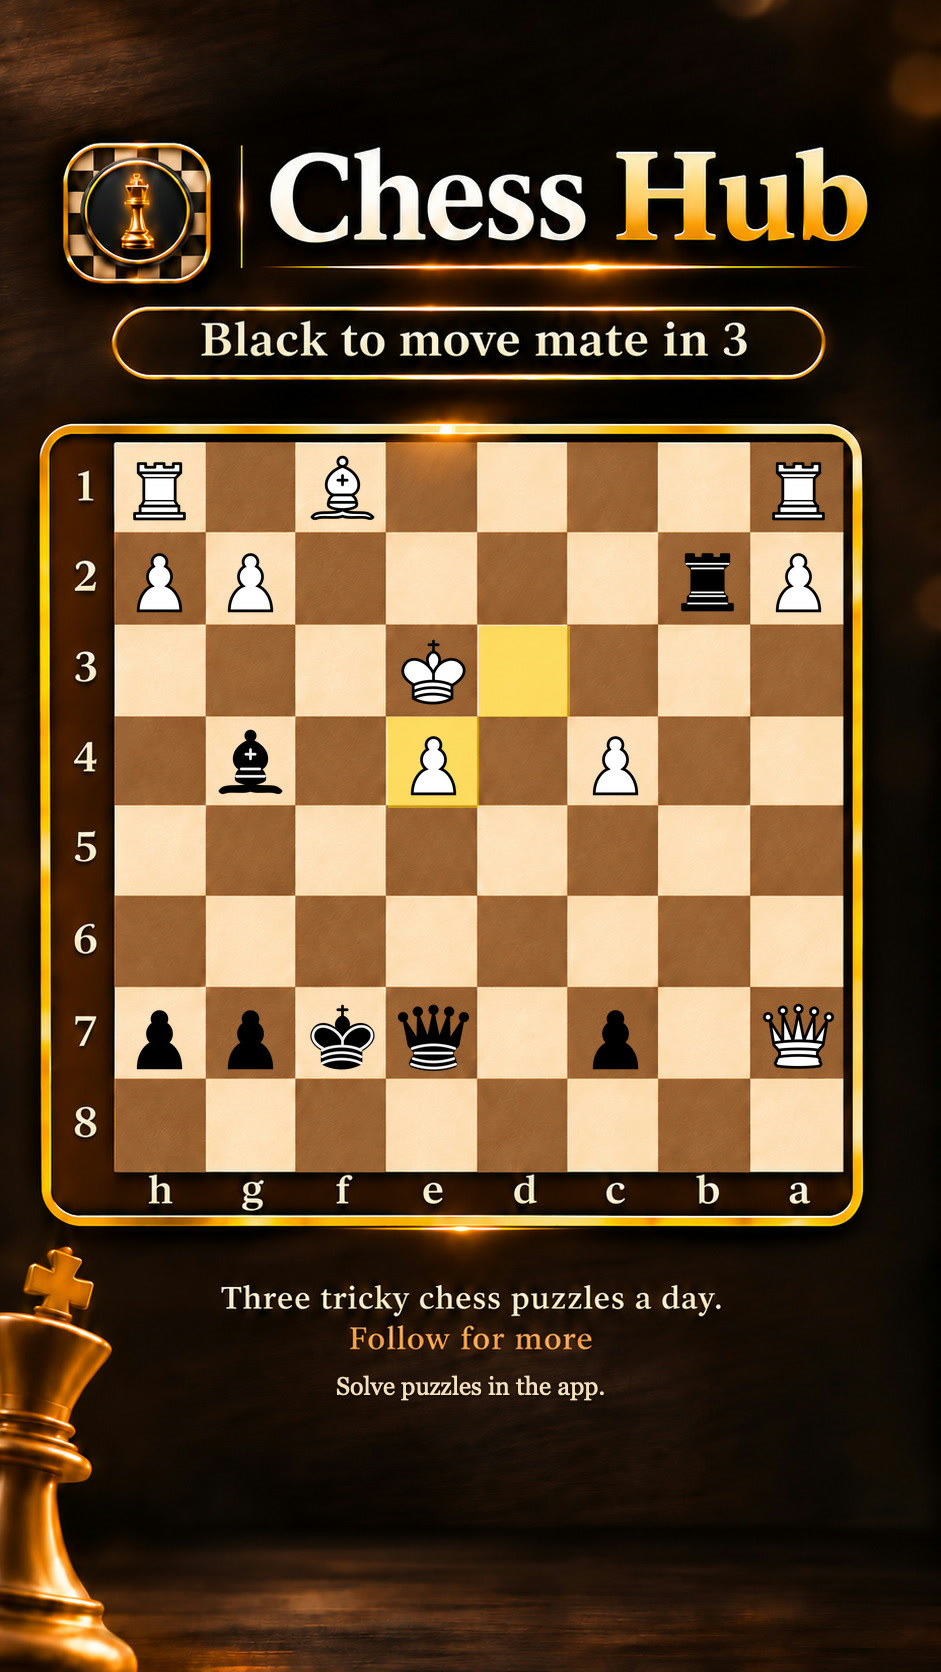 Chess Hub
Black to move mate in 3
1
2
3
4
5
6
7
8
h g f e d c b a
Three tricky chess puzzles a day.
Follow for more
Solve puzzles in the app.